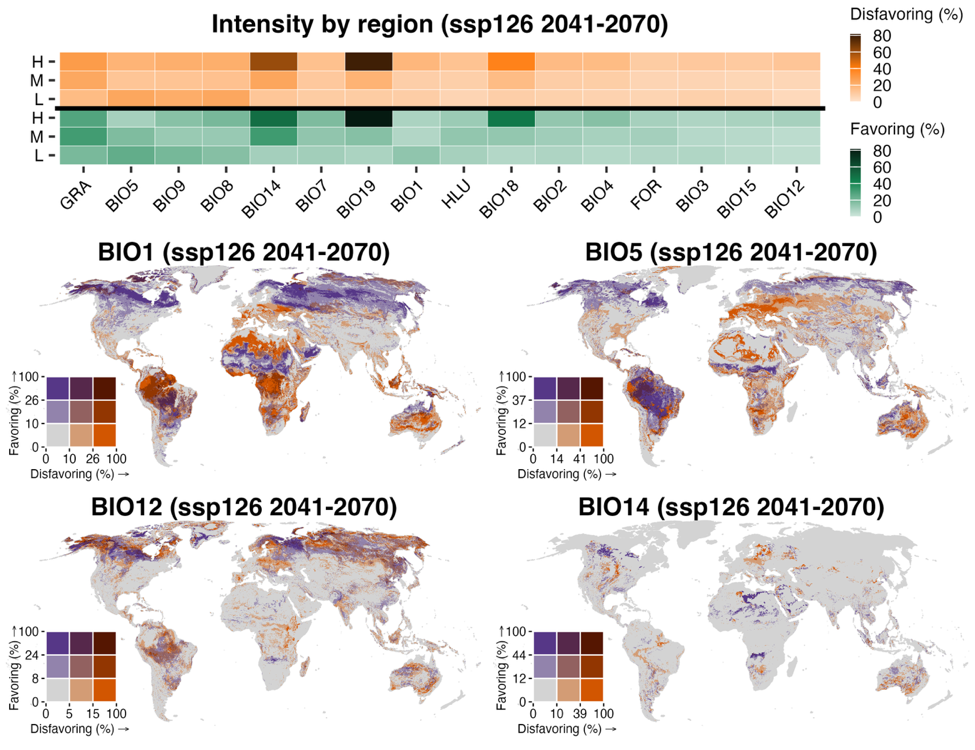 Intensity by region (ssp126 2041-2070)
Disfavoring (%)
80
60
40
20
0
Favoring (%)
80
60
40
20
0
H
M
L
H
M
L
GRA BIO5 BIO9 BIO8 BIO14 BIO7 BIO19 BIO1 HLU BIO18 BIO2 BIO4 FOR BIO3 BIO15 BIO12
BIO1 (ssp126 2041-2070)
Favoring (%)→
100
26
10
0
0 10 26 100
Disfavoring (%) →
BIO5 (ssp126 2041-2070)
Favoring (%)→
100
37
12
0
0 14 41 100
Disfavoring (%) →
BIO12 (ssp126 2041-2070)
Favoring (%)→
100
24
8
0
0 5 15 100
Disfavoring (%) →
BIO14 (ssp126 2041-2070)
Favoring (%)→
100
44
12
0
0 10 39 100
Disfavoring (%) →